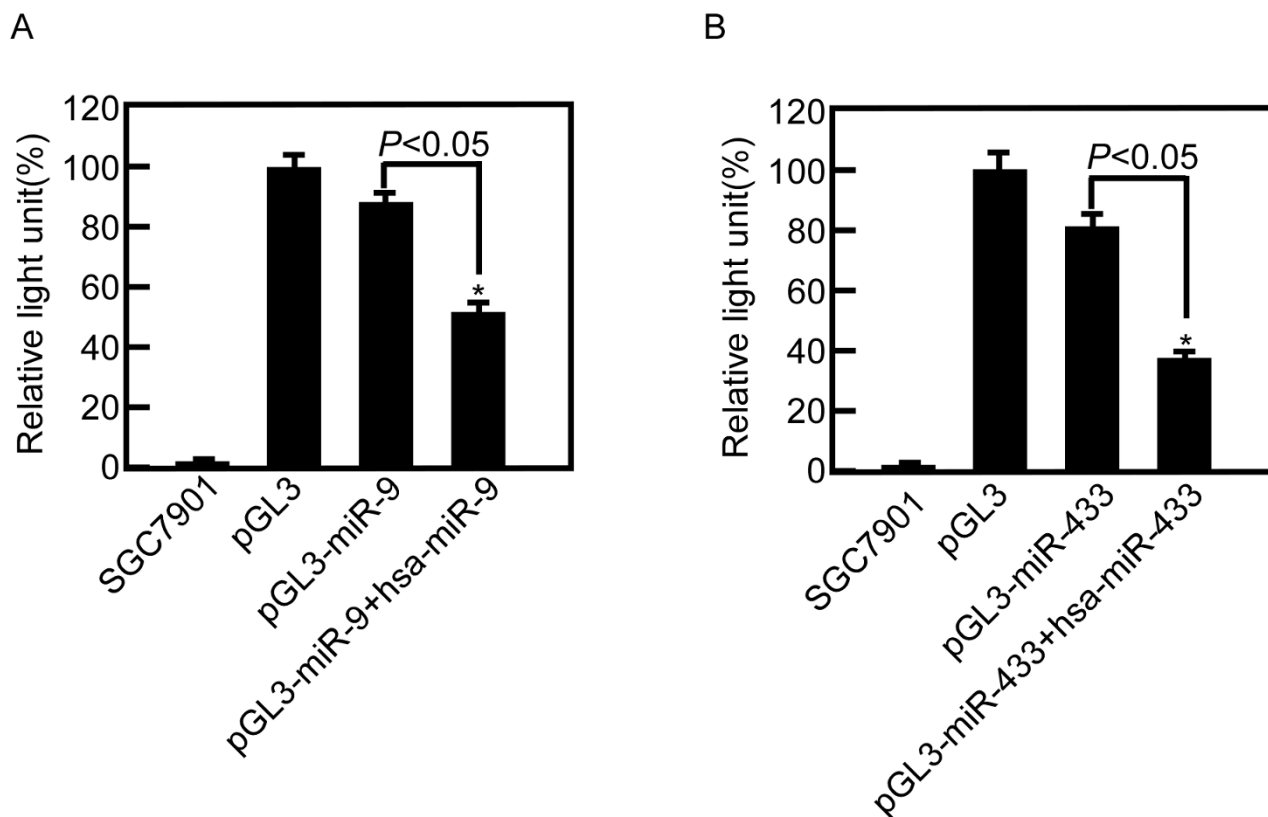 A
Relative light unit(%)
120
100
80
60
40
20
0
P<0.05
*
SGC7901
pGL3
pGL3-miR-9
pGL3-miR-9+hsa-miR-9
B
Relative light unit(%)
120
100
80
60
40
20
0
P<0.05
*
SGC7901
pGL3
pGL3-miR-433
pGL3-miR-433+hsa-miR-433